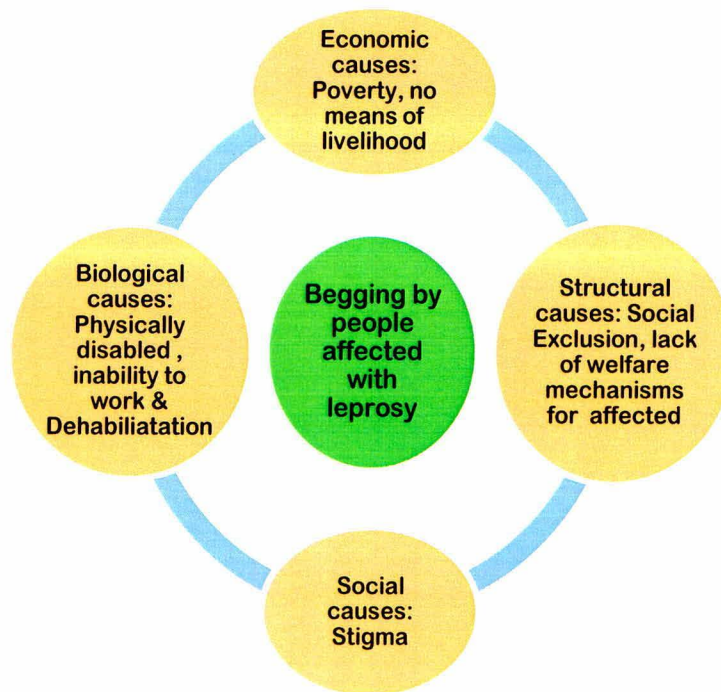 Economic
causes:
Poverty, no
means of
livelihood
Biological
causes:
Physically
disabled ,
inability to
work &
Dehabiliatation
Begging by
people
affected
with
leprosy
Structural
causes: Social
Exclusion, lack
of welfare
mechanisms
for affected
Social
causes:
Stigma